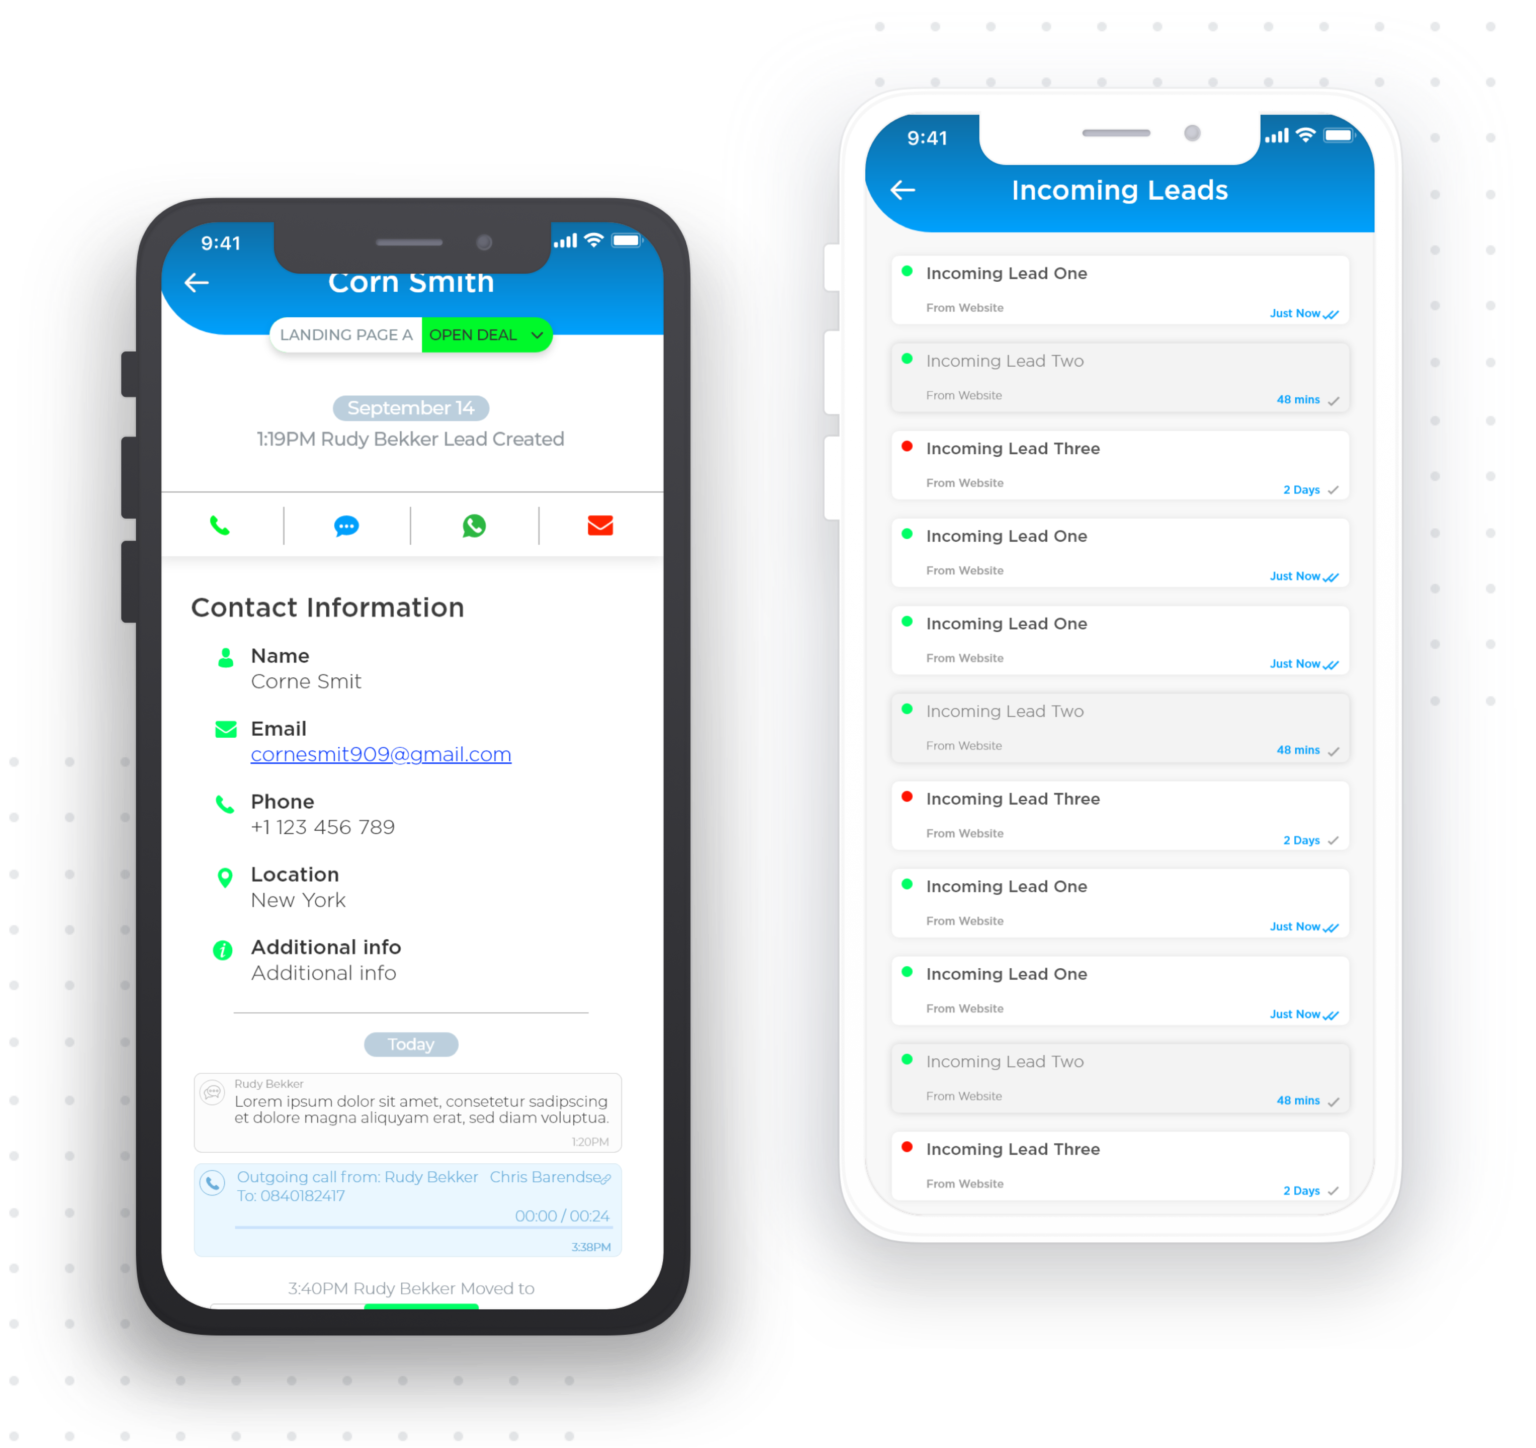 9:41
Corn Smith
LANDING PAGE A OPEN DEAL
September 14
1:19PM Rudy Bekker Lead Created
Contact Information
Name
Corne Smit
Email
cornesmit909@gmail.com
Phone
+1 123 456 789
Location
New York
Additional info
Additional info
Today
Rudy Bekker
Lorem ipsum dolor sit amet, consetetur sadipscing
et dolore magna aliquyam erat, sed diam voluptua.
1:20PM
Outgoing call from: Rudy Bekker Chris Barendse
To: 0840182417
00:00 / 00:24
3:38PM
3:40PM Rudy Bekker Moved to
9:41
Incoming Leads
Incoming Lead One
From Website
Just Now
Incoming Lead Two
From Website
48 mins
Incoming Lead Three
From Website
2 Days
Incoming Lead One
From Website
Just Now
Incoming Lead One
From Website
Just Now
Incoming Lead Two
From Website
48 mins
Incoming Lead Three
From Website
2 Days
Incoming Lead One
From Website
Just Now
Incoming Lead One
From Website
Just Now
Incoming Lead Two
From Website
48 mins
Incoming Lead Three
From Website
2 Days